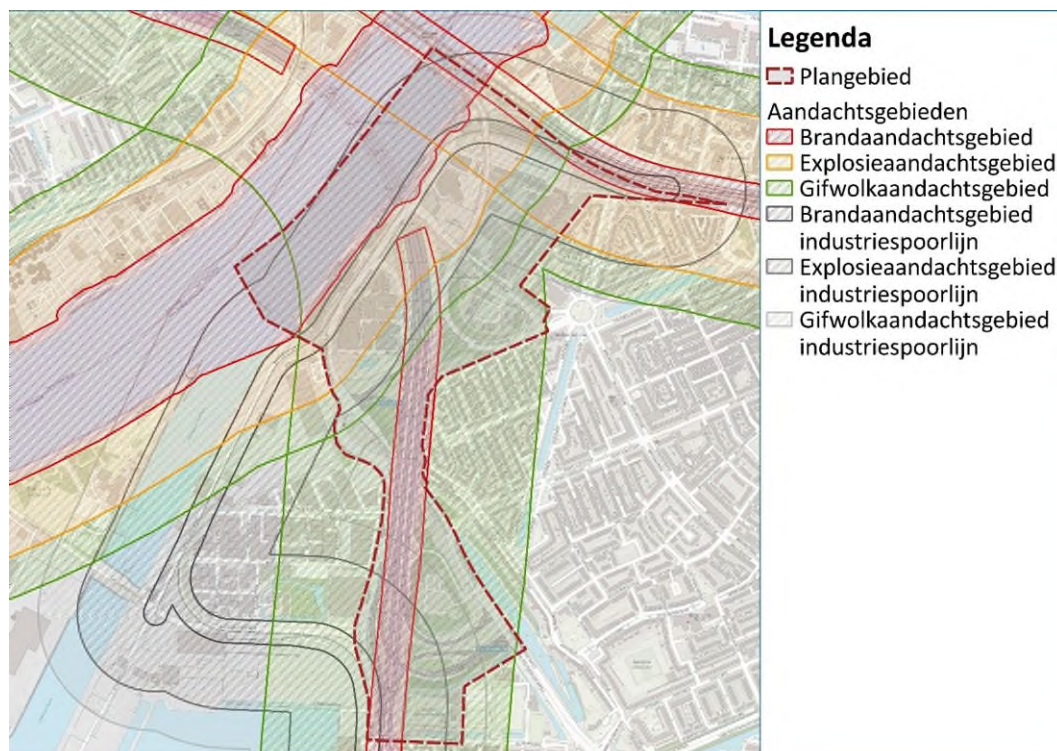 Legenda
Plangebied
Aandachtsgebieden
Brandaandachtsgebied
Explosieaandachtsgebied
Gifwolkaandachtsgebied
Brandaandachtsgebied
industriespoorlijn
Explosieaandachtsgebied
industriespoorlijn
Gifwolkaandachtsgebied
industriespoorlijn